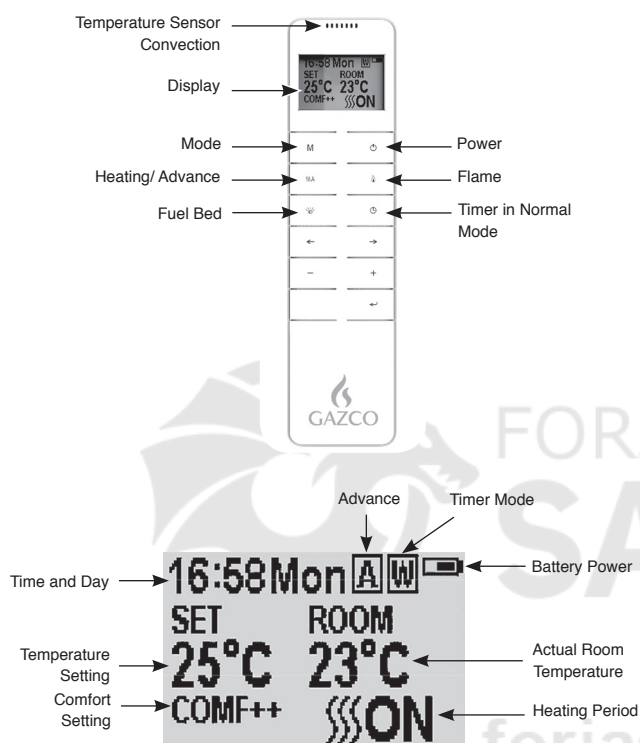 Temperature Sensor
Convection
16:58 Mon W
SET ROOM
25°C 23°C
COMF++ ON
Display
Mode
M
Power
Heating/ Advance
Flame
Fuel Bed
Timer in Normal
Mode
← →
− +
GAZCO
FOR
SA
Advance
Timer Mode
Time and Day
16:58Mon A W
Battery Power
SET ROOM
Temperature
Setting
25°C 23°C
Actual Room
Temperature
Comfort
Setting
COMF++ ON
Heating Period